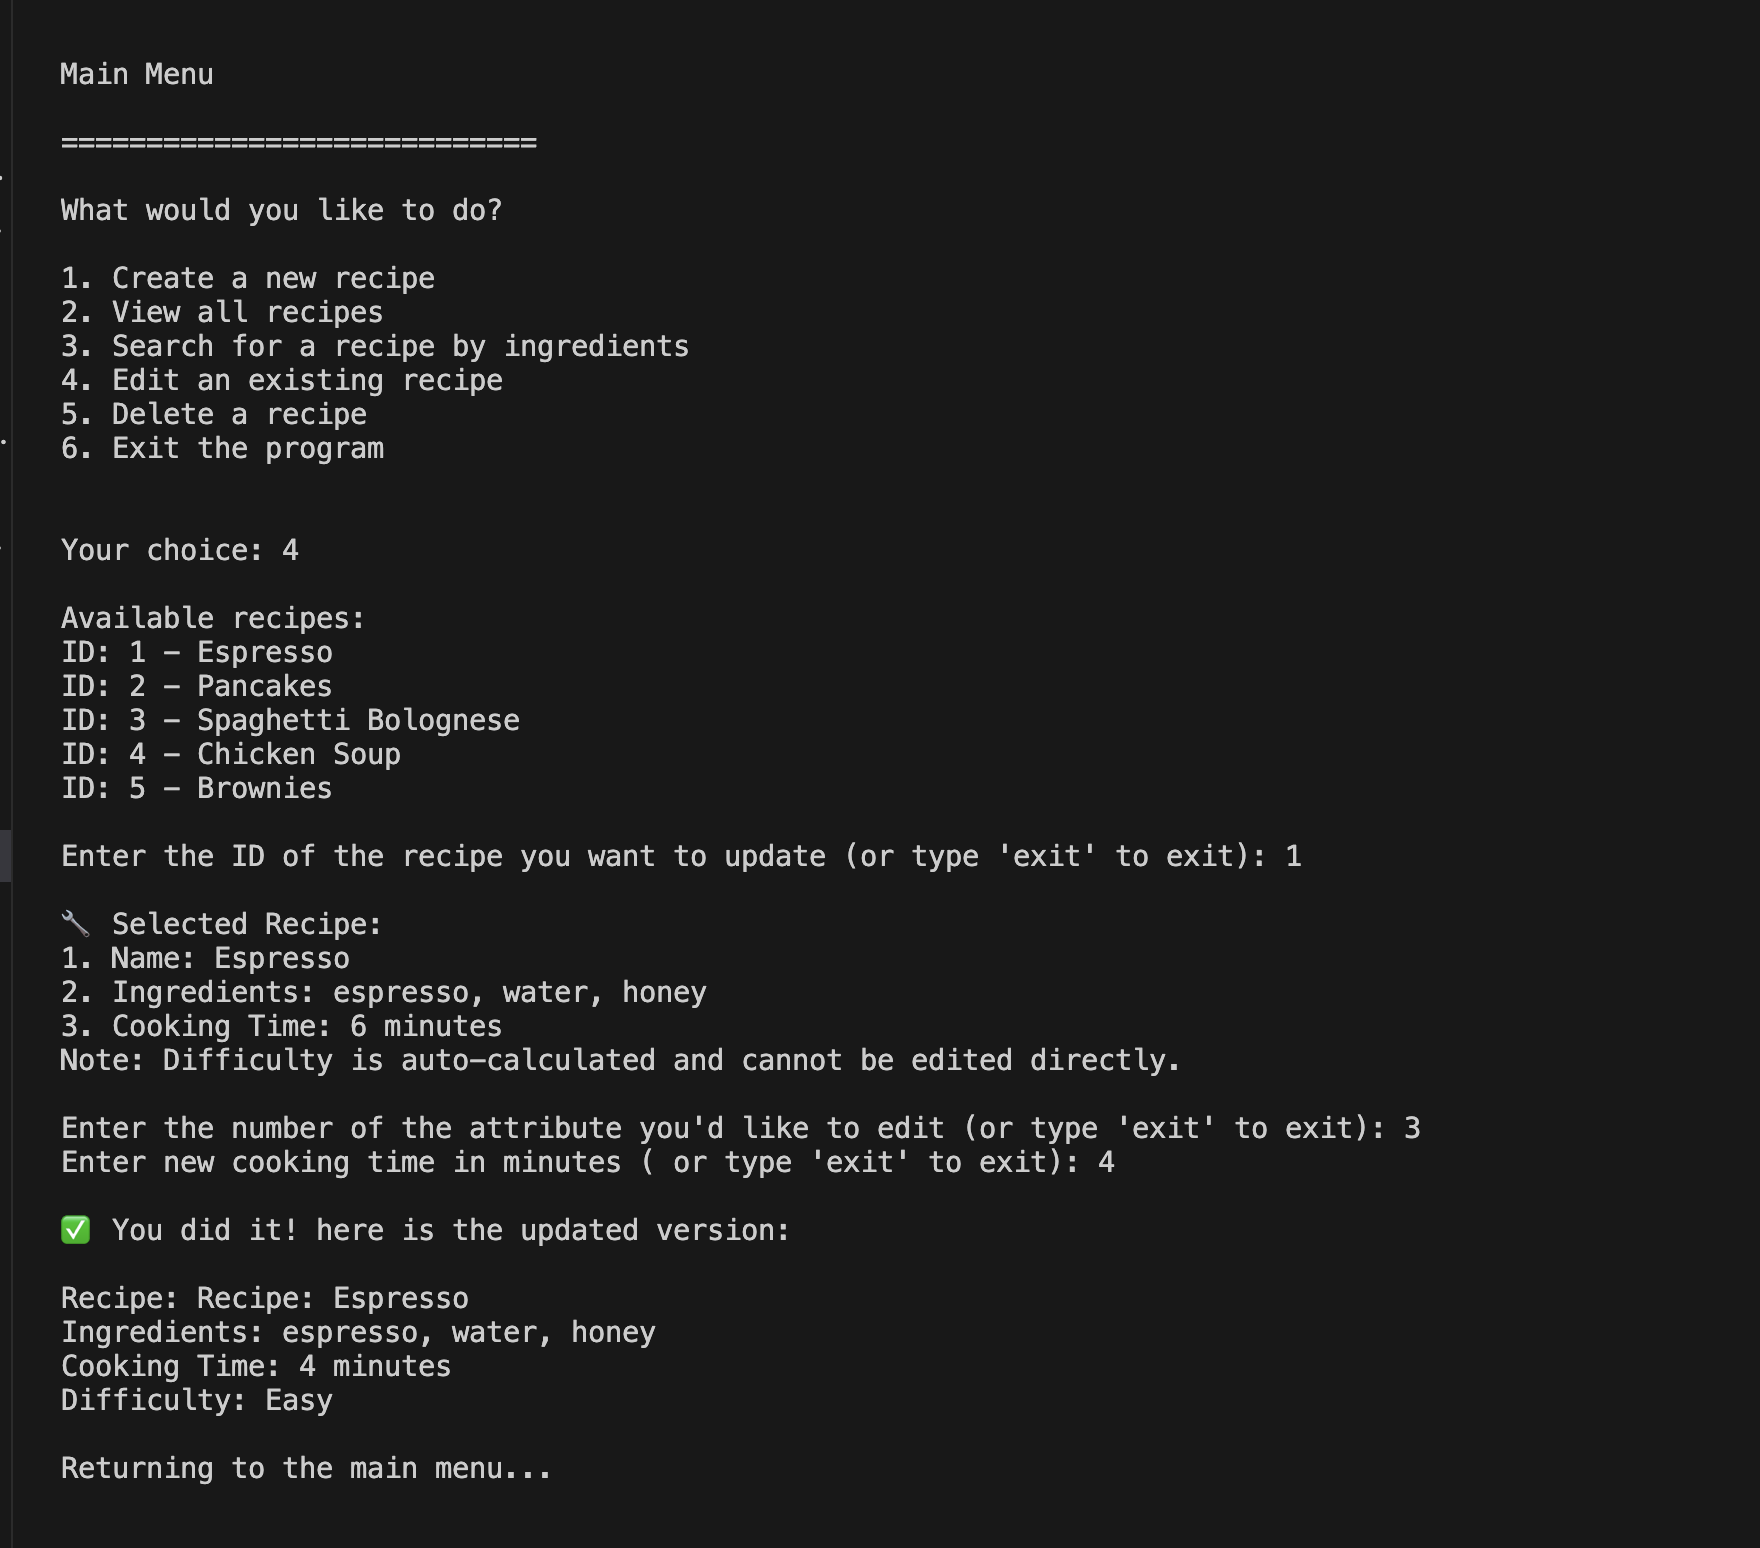 Main Menu
============================
What would you like to do?
1. Create a new recipe
2. View all recipes
3. Search for a recipe by ingredients
4. Edit an existing recipe
5. Delete a recipe
6. Exit the program
Your choice: 4
Available recipes:
ID: 1 – Espresso
ID: 2 – Pancakes
ID: 3 – Spaghetti Bolognese
ID: 4 – Chicken Soup
ID: 5 – Brownies
Enter the ID of the recipe you want to update (or type 'exit' to exit): 1
🔧 Selected Recipe:
1. Name: Espresso
2. Ingredients: espresso, water, honey
3. Cooking Time: 6 minutes
Note: Difficulty is auto-calculated and cannot be edited directly.
Enter the number of the attribute you'd like to edit (or type 'exit' to exit): 3
Enter new cooking time in minutes ( or type 'exit' to exit): 4
✅ You did it! here is the updated version:
Recipe: Recipe: Espresso
Ingredients: espresso, water, honey
Cooking Time: 4 minutes
Difficulty: Easy
Returning to the main menu...